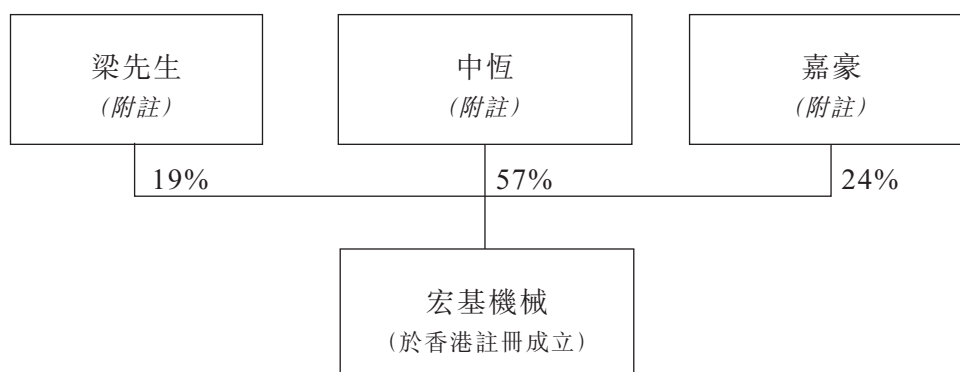 梁先生
（附註）
中恆
（附註）
嘉豪
（附註）
19%
57%
24%
宏基機械
（於香港註冊成立）